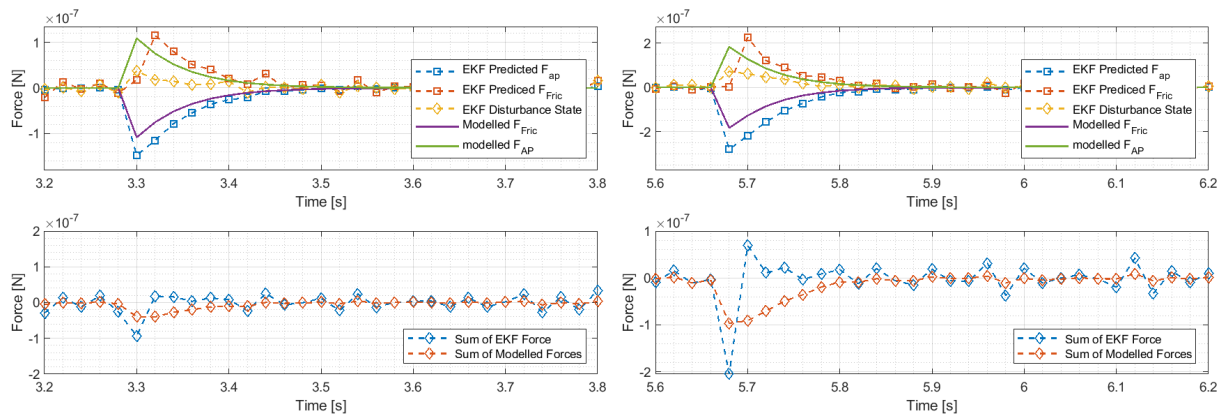 ×10⁻⁷
1
0
-1
Force [N]
3.2
3.3
3.4
3.5
3.6
3.7
3.8
Time [s]
EKF Predicted F_ap
EKF Prediced F_Fric
EKF Disturbance State
Modelled F_Fric
modelled F_AP
×10⁻⁷
2
0
-2
Force [N]
5.6
5.7
5.8
5.9
6
6.1
6.2
Time [s]
EKF Predicted F_ap
EKF Prediced F_Fric
EKF Disturbance State
Modelled F_Fric
modelled F_AP
×10⁻⁷
2
1
0
-1
-2
Force [N]
3.2
3.3
3.4
3.5
3.6
3.7
3.8
Time [s]
Sum of EKF Force
Sum of Modelled Forces
×10⁻⁷
1
0
-1
-2
Force [N]
5.6
5.7
5.8
5.9
6
6.1
6.2
Time [s]
Sum of EKF Force
Sum of Modelled Forces